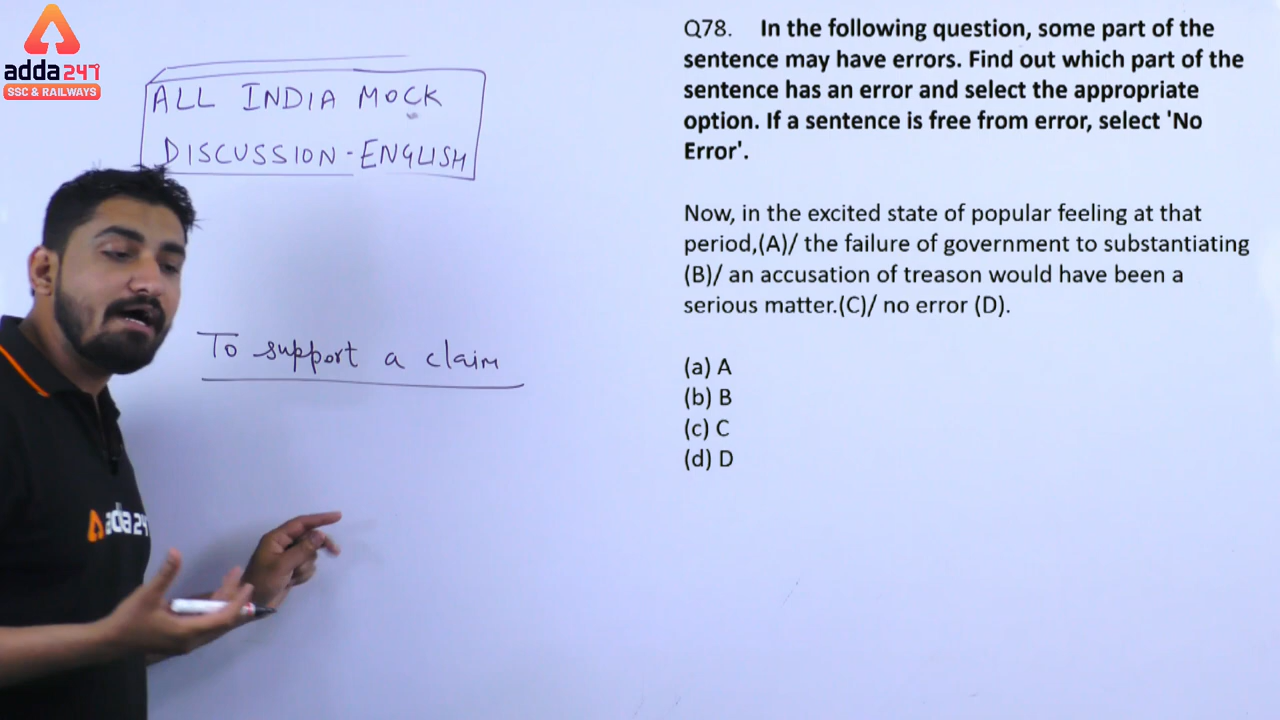 adda247
SSC & RAILWAYS
ALL INDIA MOCK
DISCUSSION-ENGLISH
To support a claim
adda 24
Q78. In the following question, some part of the
sentence may have errors. Find out which part of the
sentence has an error and select the appropriate
option. If a sentence is free from error, select 'No
Error'.
Now, in the excited state of popular feeling at that
period,(A)/ the failure of government to substantiating
(B)/ an accusation of treason would have been a
serious matter.(C)/ no error (D).
(a) A
(b) B
(c) C
(d) D